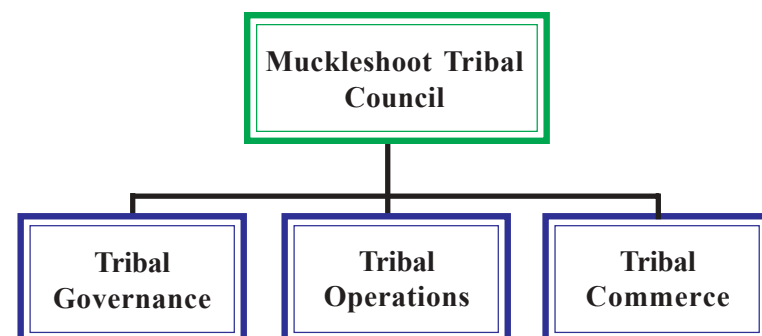 Muckleshoot Tribal
Council
Tribal
Governance
Tribal
Operations
Tribal
Commerce